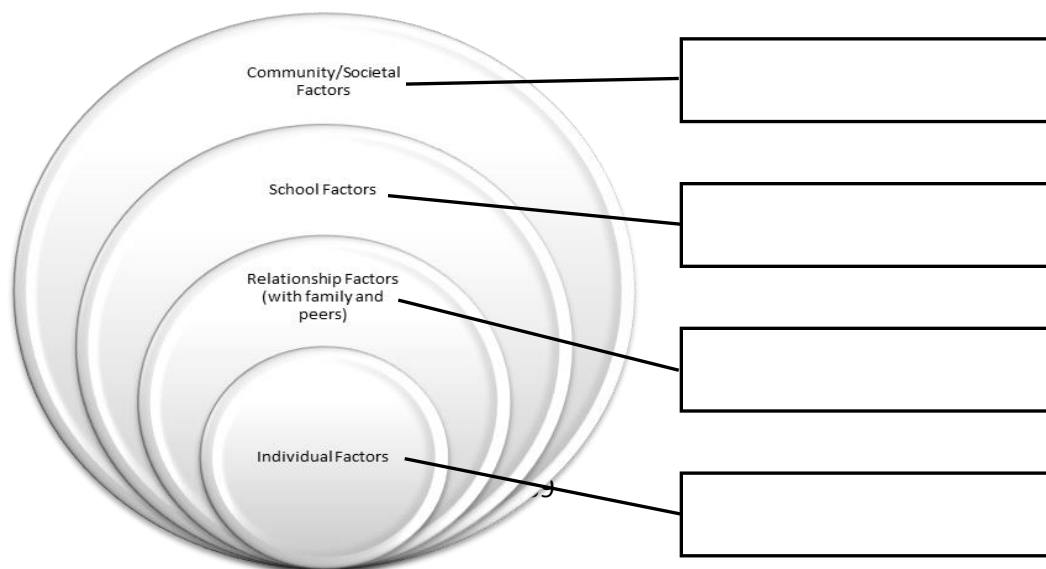 Community/Societal
Factors
School Factors
Relationship Factors
(with family and
peers)
Individual Factors